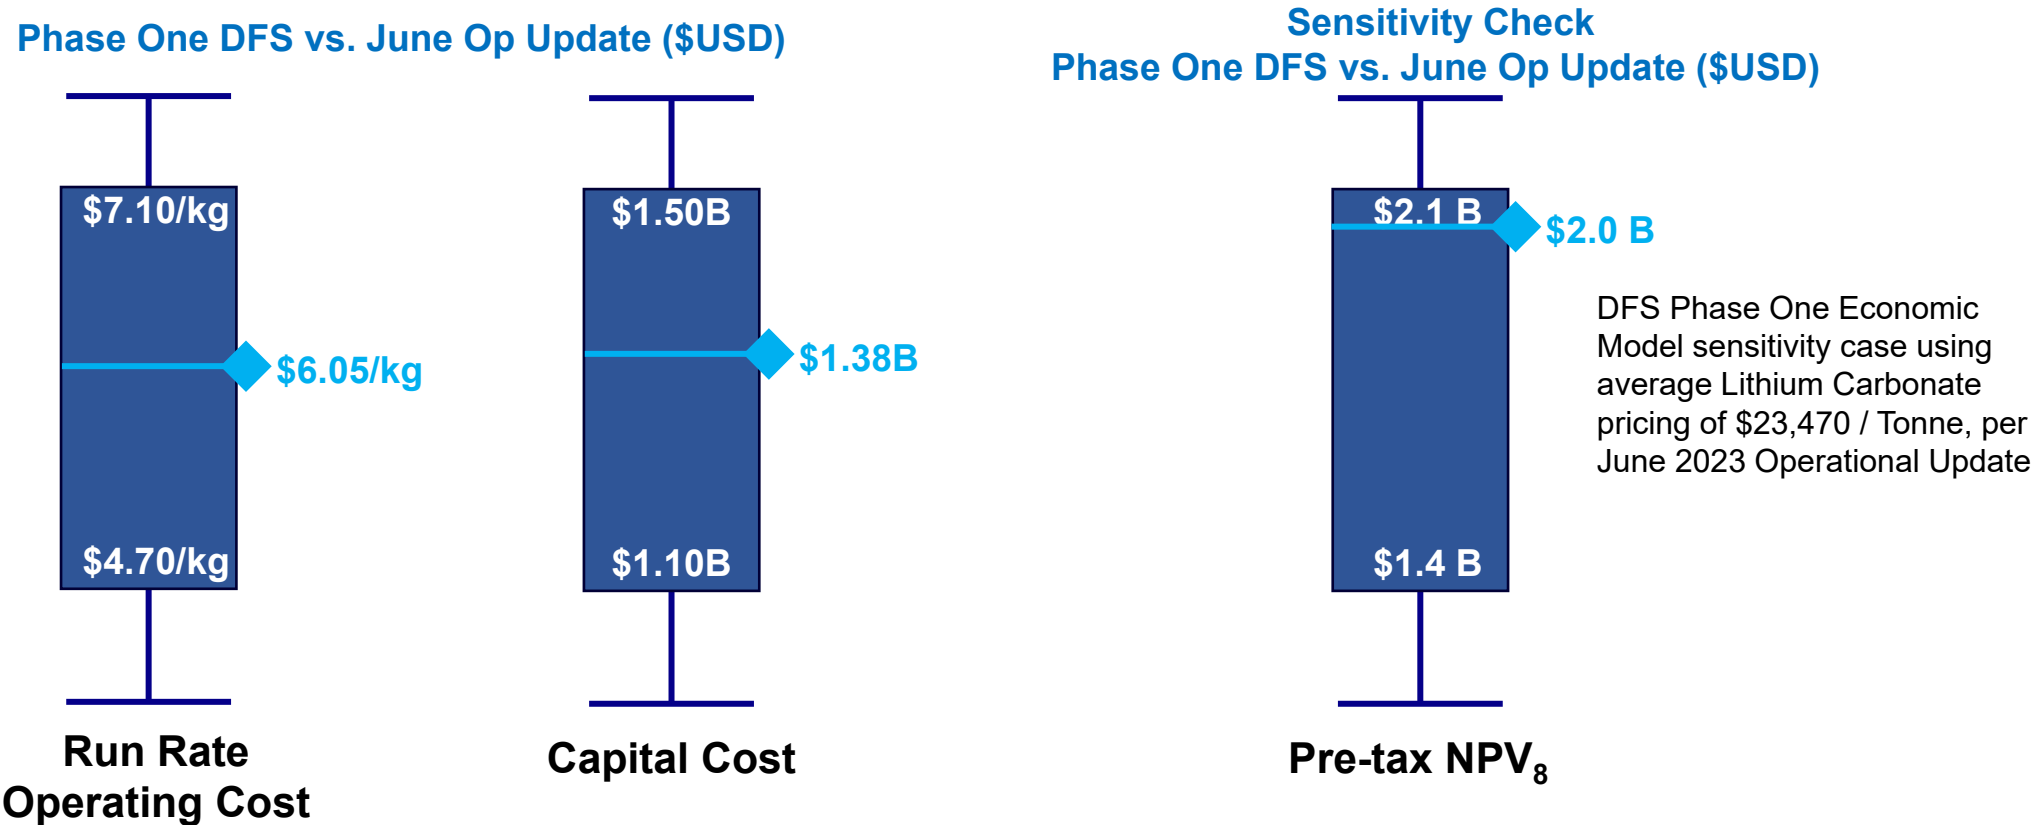 Phase One DFS vs. June Op Update ($USD)
$7.10/kg
$6.05/kg
$4.70/kg
Run Rate
Operating Cost
$1.50B
$1.38B
$1.10B
Capital Cost
Sensitivity Check
Phase One DFS vs. June Op Update ($USD)
$2.1 B
$2.0 B
$1.4 B
Pre-tax NPV₈
DFS Phase One Economic
Model sensitivity case using
average Lithium Carbonate
pricing of $23,470 / Tonne, per
June 2023 Operational Update